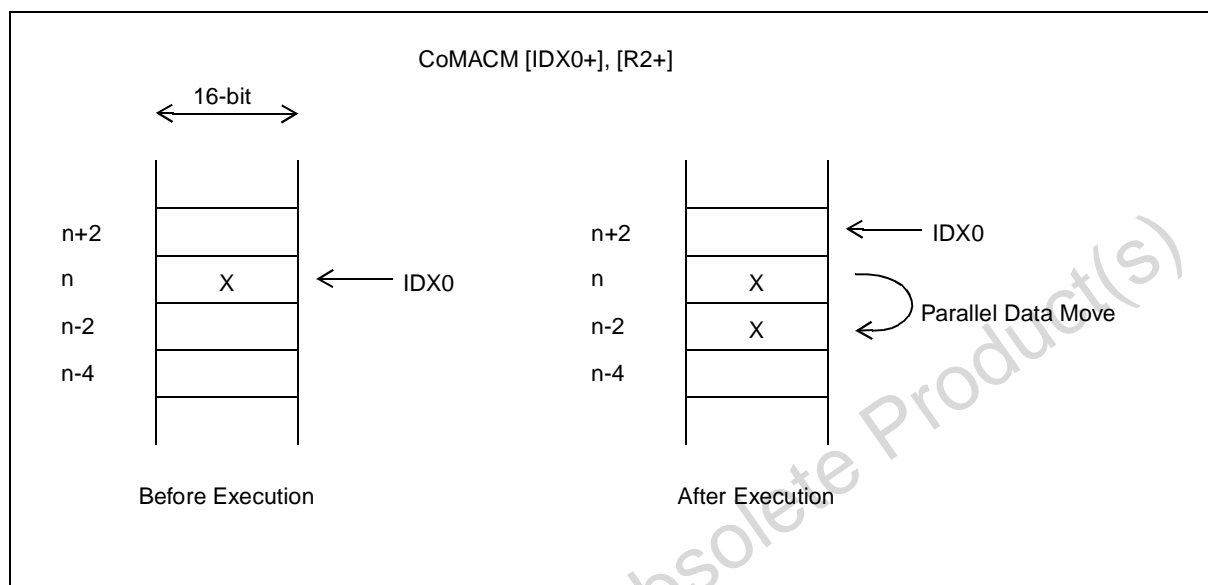 CoMACM [IDX0+], [R2+]
16-bit
n+2
n X IDX0
n-2
n-4
Before Execution
n+2 IDX0
n X
n-2 X Parallel Data Move
n-4
After Execution
bsolete Product(s)